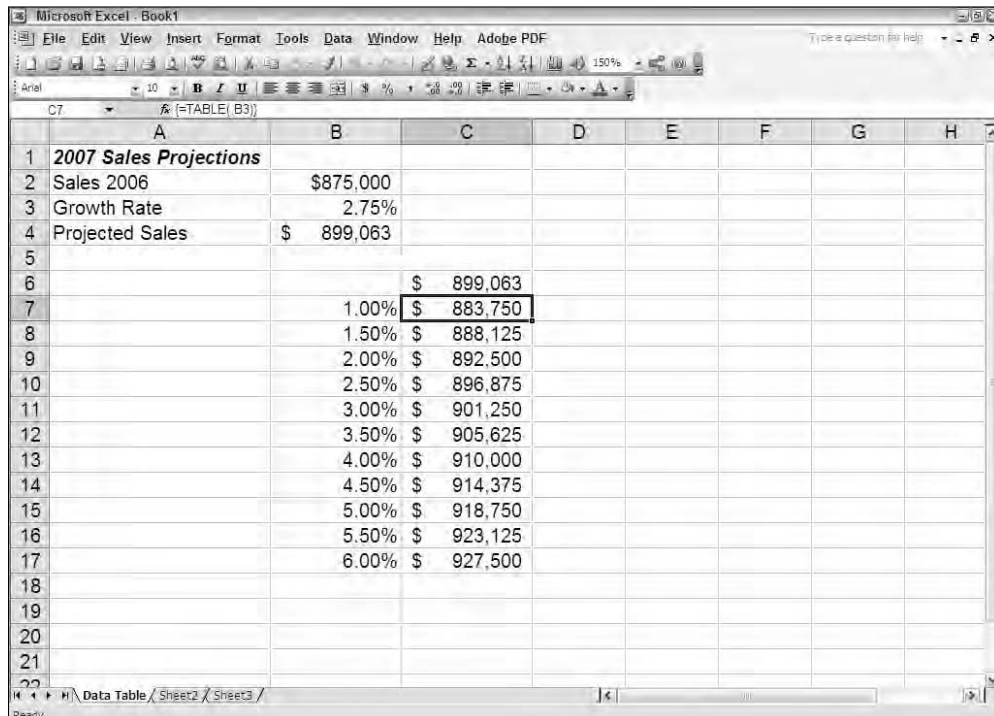 Microsoft Excel - Book1
File Edit View Insert Format Tools Data Window Help Adobe PDF Type a question for help
150%
Arial 10 B I U $ % , A
C7 fx {=TABLE(,B3)}
A B C D E F G H
1 2007 Sales Projections
2 Sales 2006 $875,000
3 Growth Rate 2.75%
4 Projected Sales $ 899,063
5
6 $ 899,063
7 1.00% $ 883,750
8 1.50% $ 888,125
9 2.00% $ 892,500
10 2.50% $ 896,875
11 3.00% $ 901,250
12 3.50% $ 905,625
13 4.00% $ 910,000
14 4.50% $ 914,375
15 5.00% $ 918,750
16 5.50% $ 923,125
17 6.00% $ 927,500
18
19
20
21
22
Data Table / Sheet2 / Sheet3 /
Ready